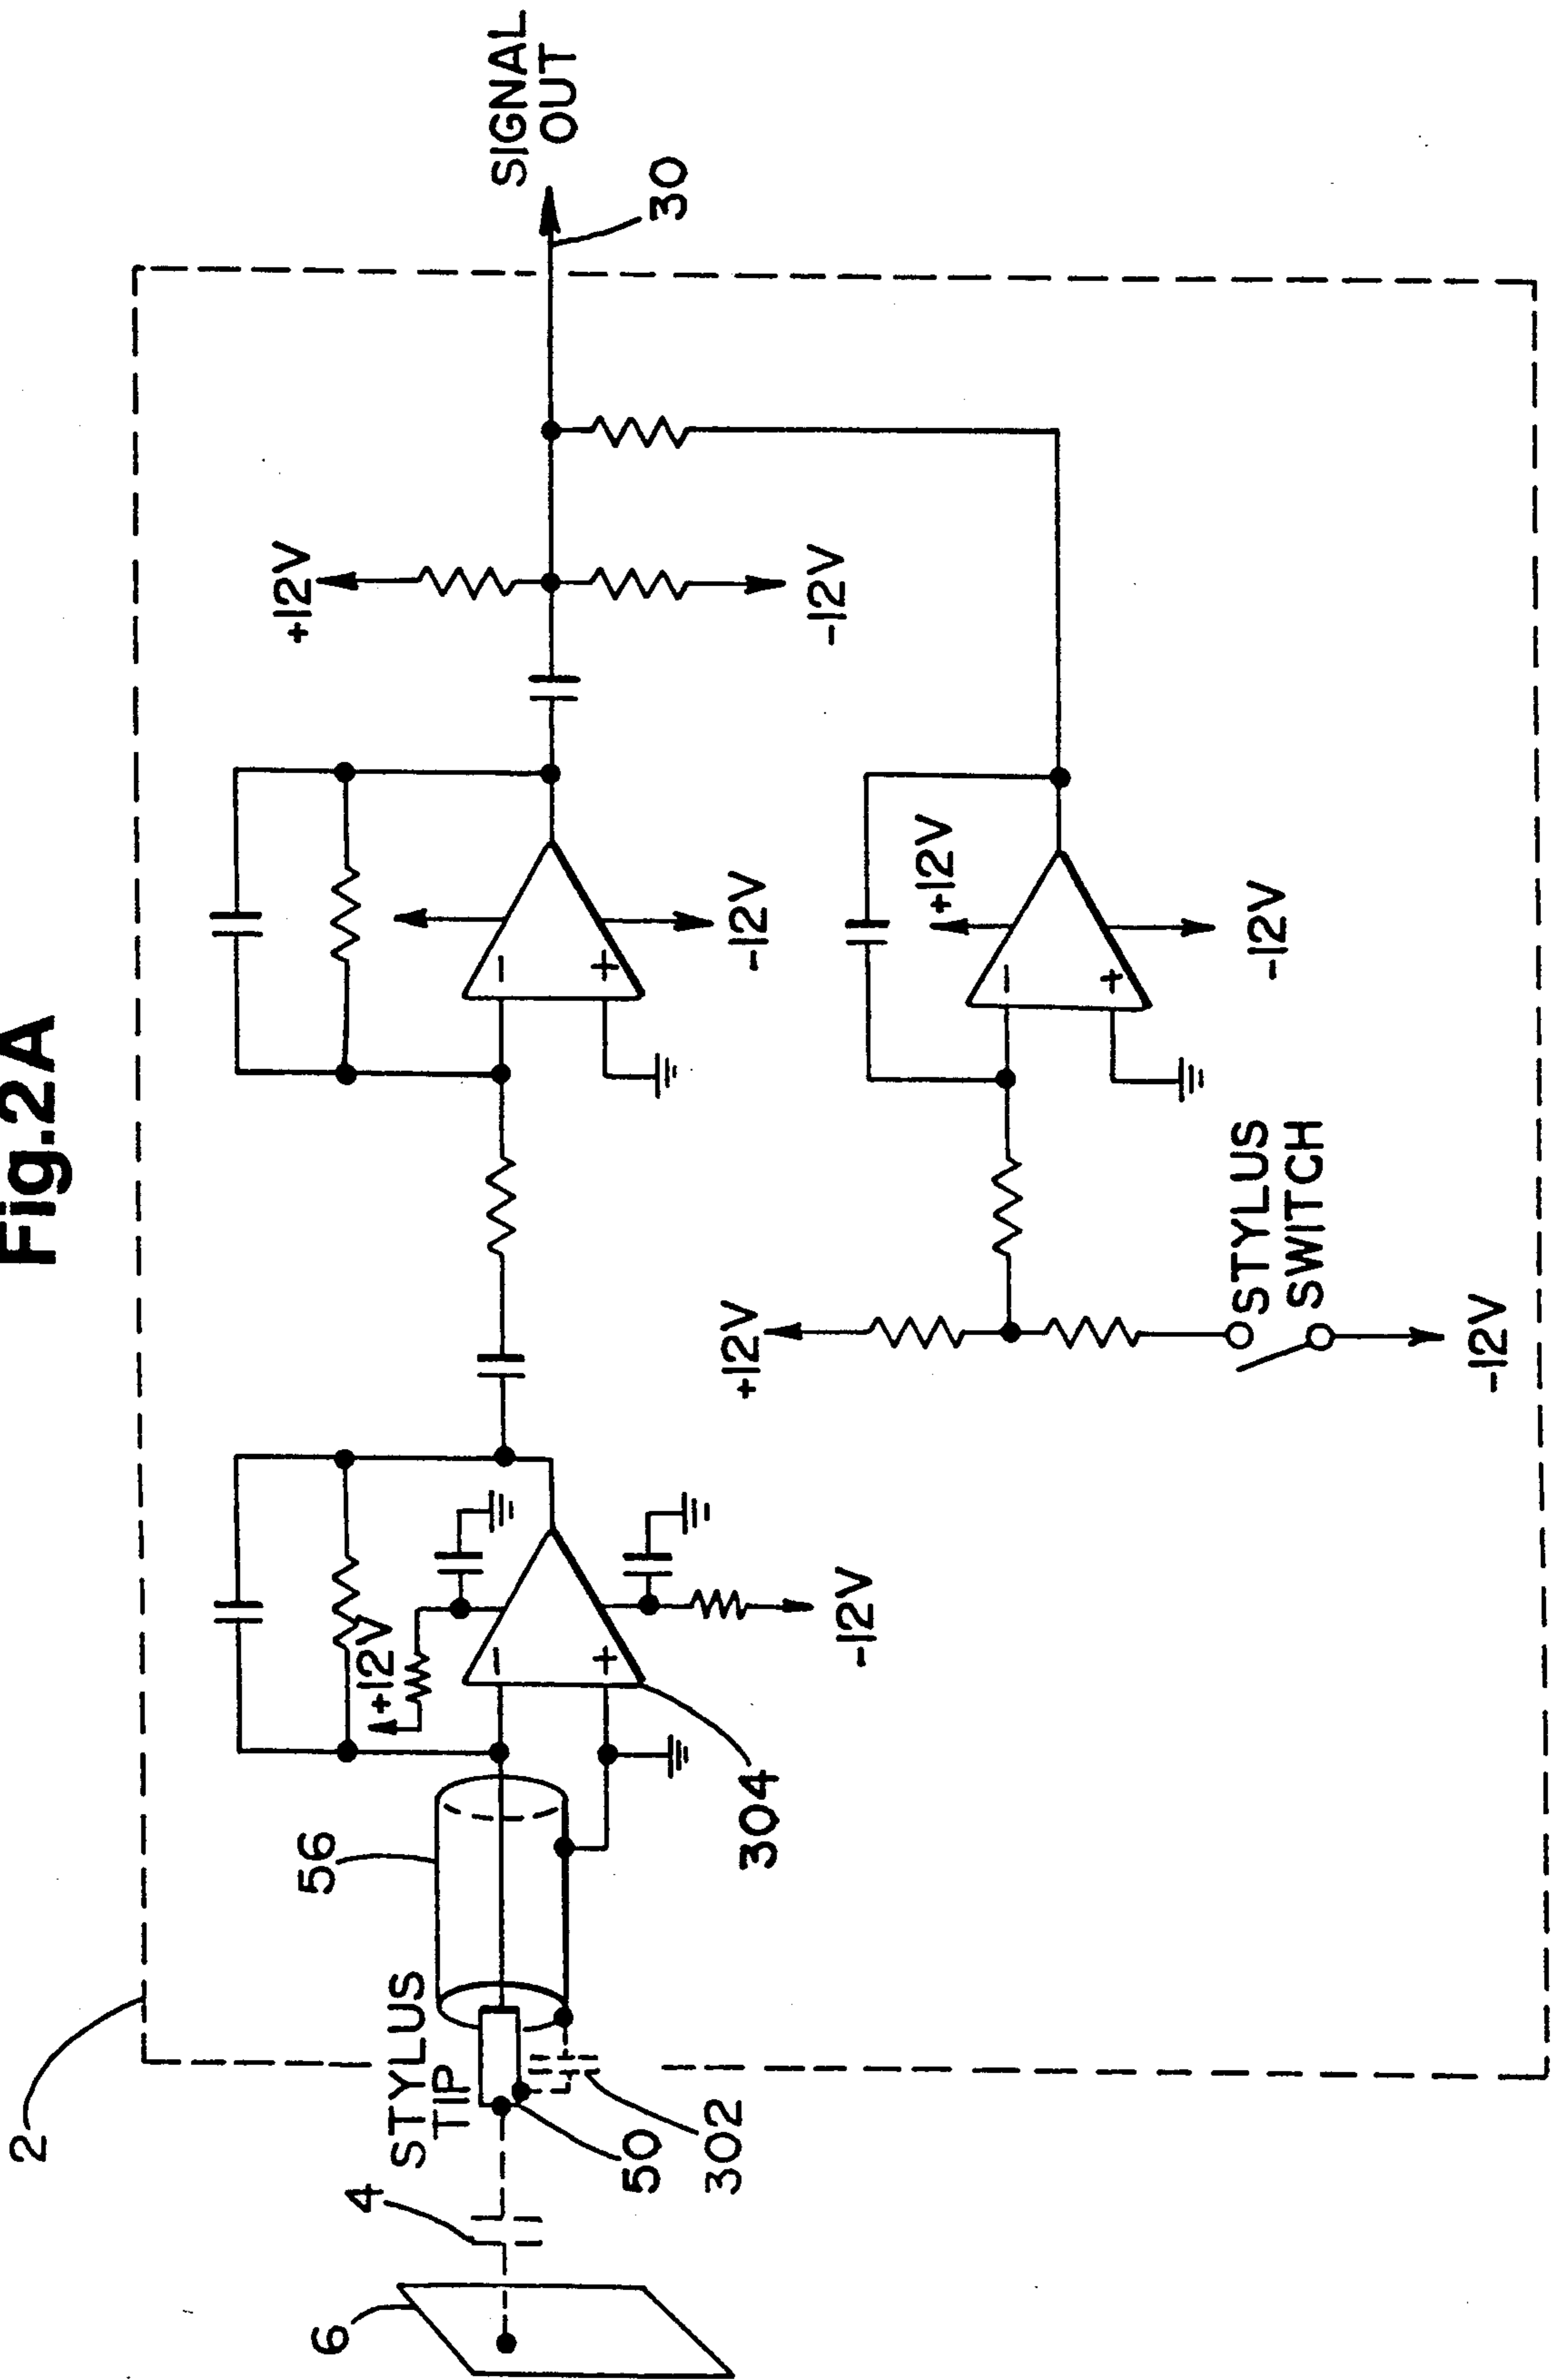 Fig.2A
2
SIGNAL
OUT
30
+12V
-12V
-
+
-12V
+12V
-
+
-12V
+12V
STYLUS
SWITCH
-12V
+12V
-
+
-12V
304
56
STYLUS
TIP
50
302
4
6